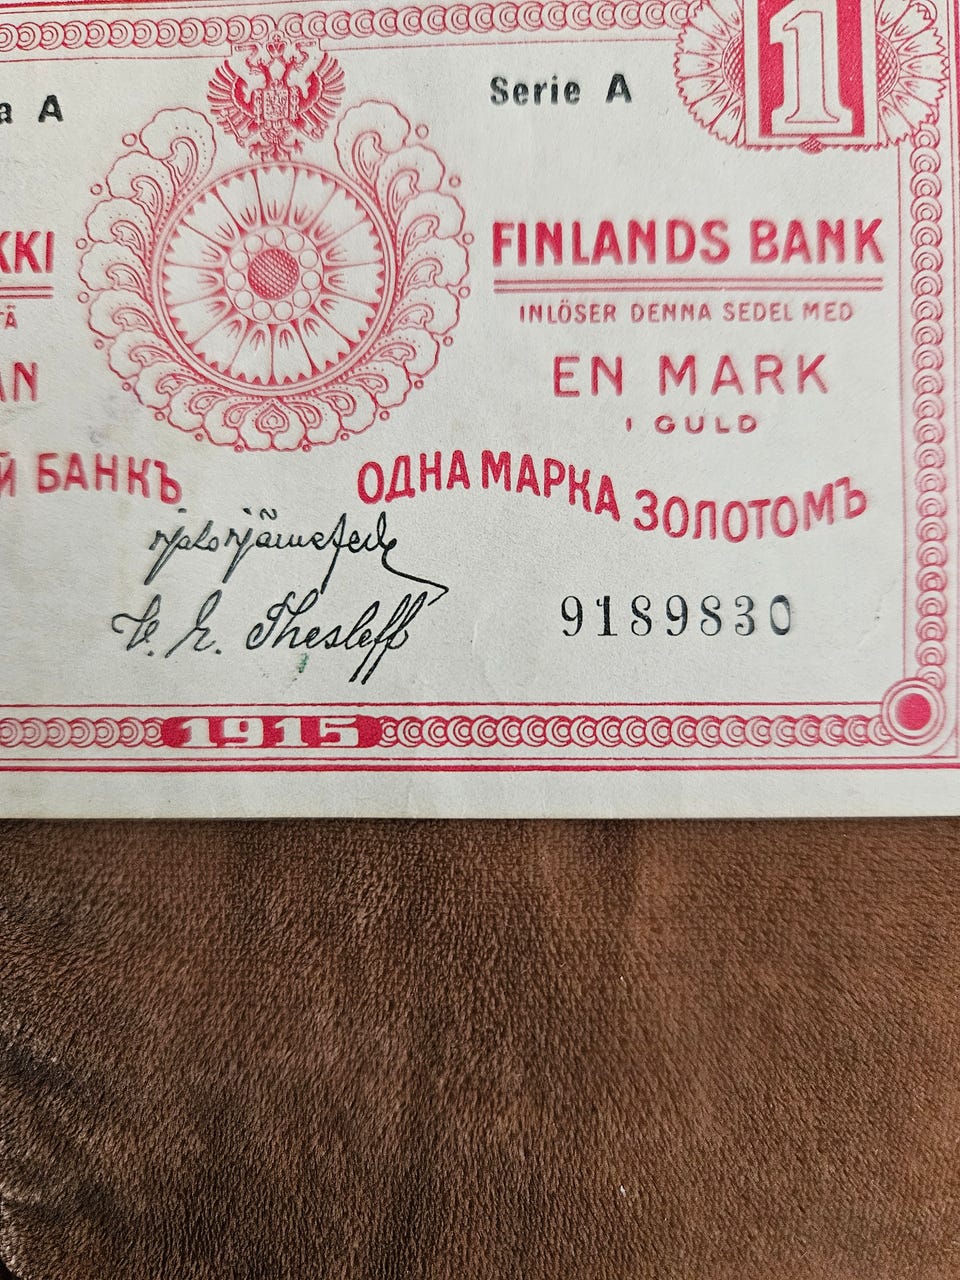 a A Serie A 1
KKI FINLANDS BANK
TÄ INLÖSER DENNA SEDEL MED
AN EN MARK
I GULD
Й БАНКЪ ОДНА МАРКА ЗОЛОТОМЪ
Thesleff 9189830
1915